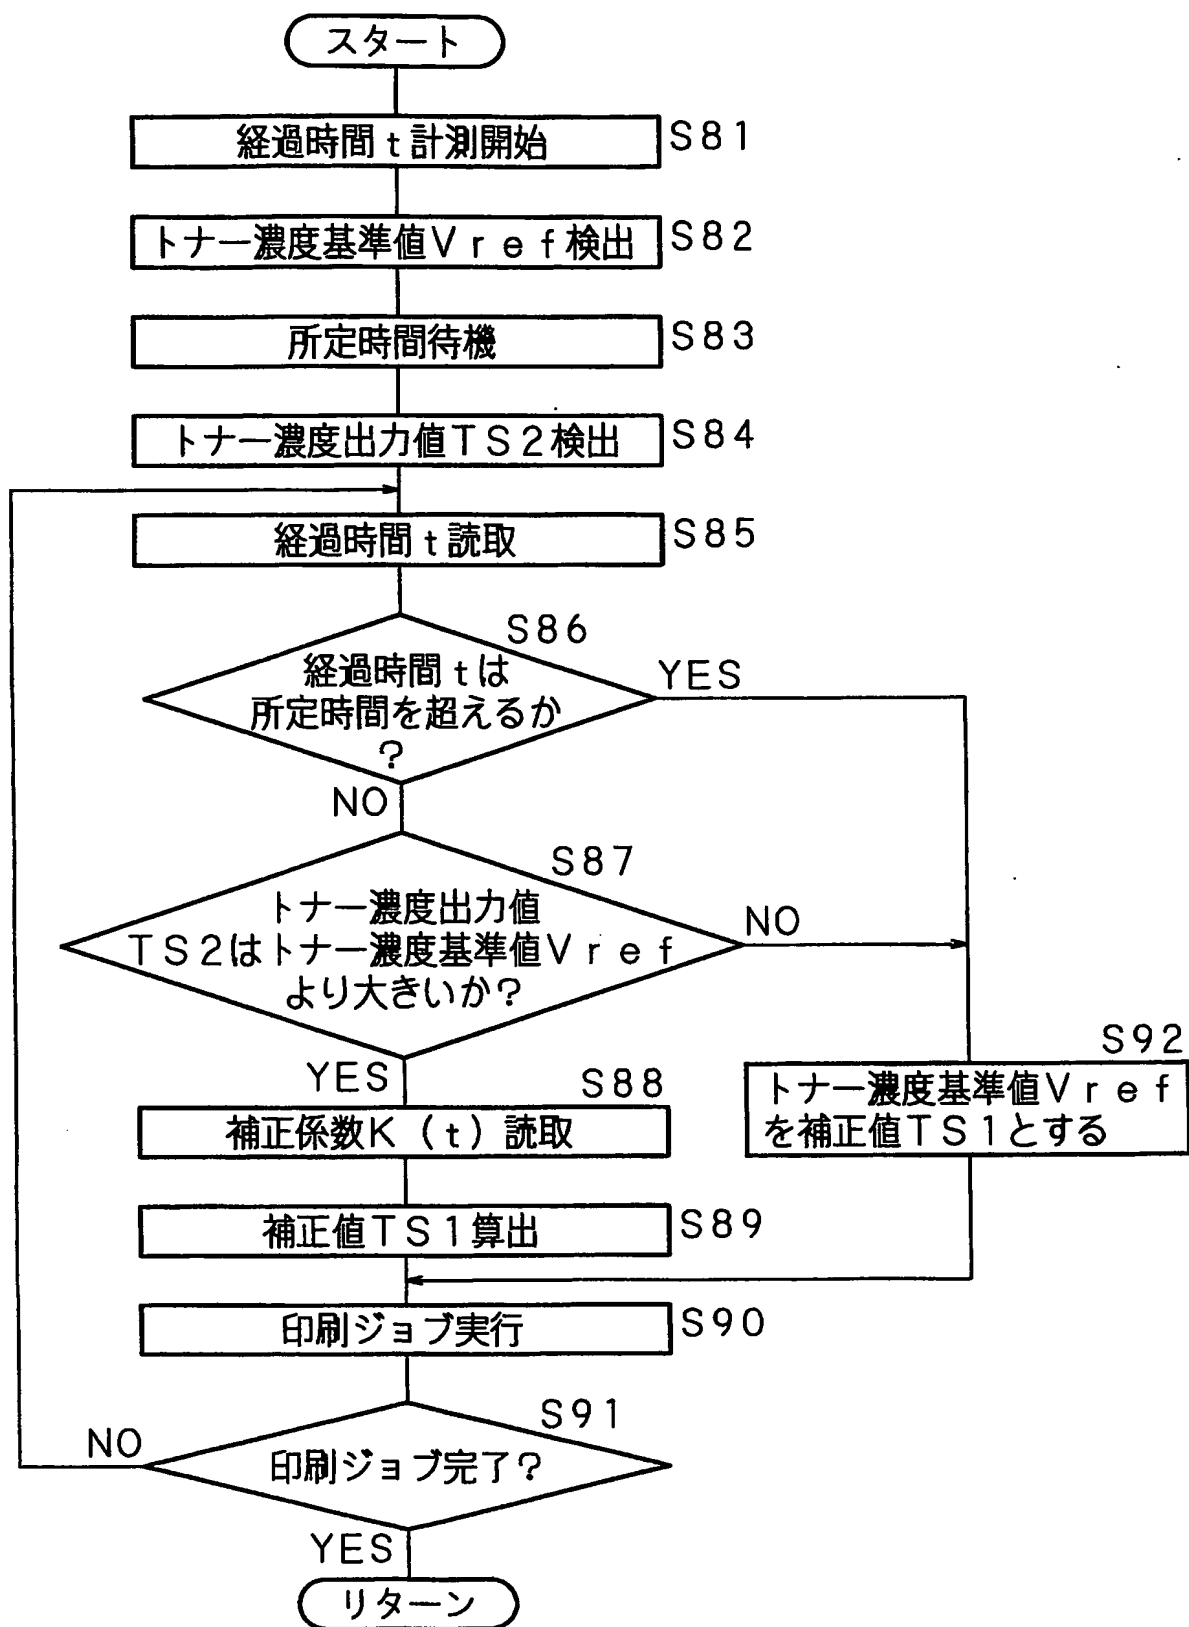 スタート
経過時間t計測開始
S81
トナー濃度基準値Vref検出
S82
所定時間待機
S83
トナー濃度出力値TS2検出
S84
経過時間t読取
S85
S86
経過時間tは
所定時間を超えるか
?
YES
NO
S87
トナー濃度出力値
TS2はトナー濃度基準値Vref
より大きいか?
NO
YES
S88
補正係数K(t)読取
S92
トナー濃度基準値Vref
を補正値TS1とする
補正値TS1算出
S89
印刷ジョブ実行
S90
S91
印刷ジョブ完了?
NO
YES
リターン